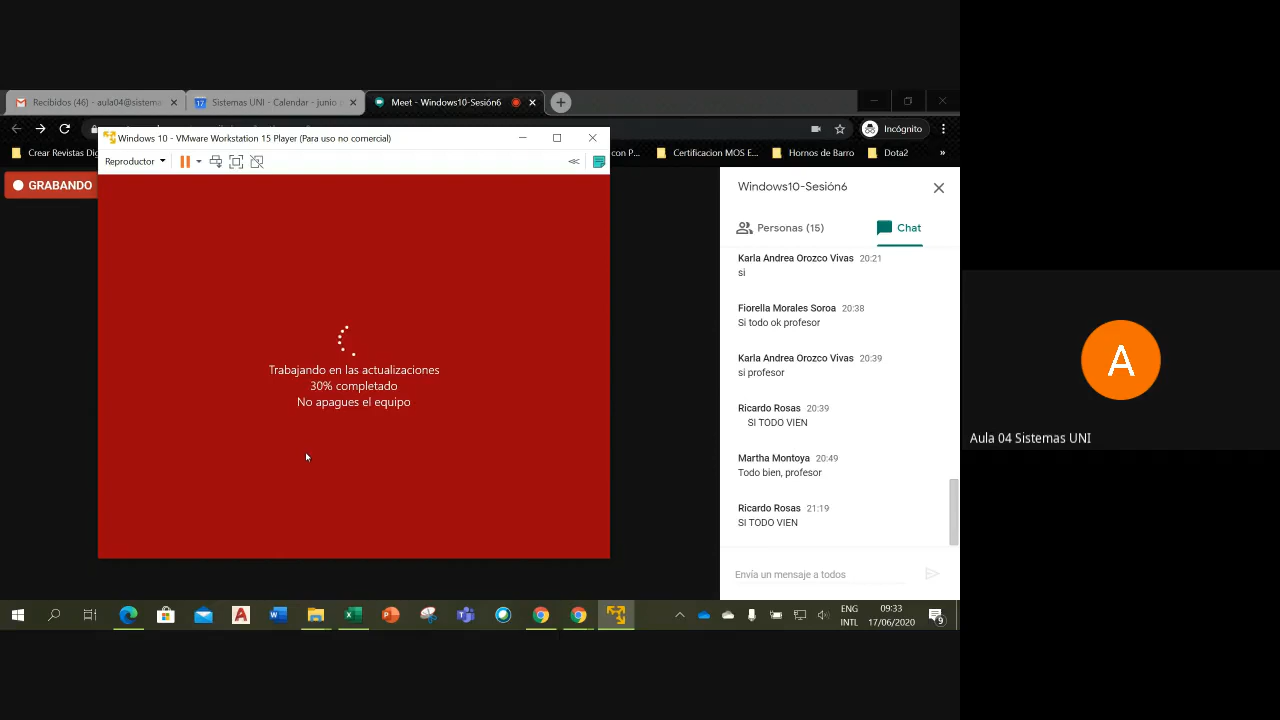 Recibidos (46) - aula04@sistema
Sistemas UNI - Calendar - junio
Meet - Windows10-Sesión6
Incógnito
Windows 10 - VMware Workstation 15 Player (Para uso no comercial)
Crear Revistas Dig
con P...
Certificacion MOS E...
Hornos de Barro
Dota2
»
Reproductor
GRABANDO
Trabajando en las actualizaciones
30% completado
No apagues el equipo
Windows10-Sesión6
Personas (15)
Chat
Karla Andrea Orozco Vivas 20:21
si
Fiorella Morales Soroa 20:38
Si todo ok profesor
Karla Andrea Orozco Vivas 20:39
si profesor
Ricardo Rosas 20:39
SI TODO VIEN
Martha Montoya 20:49
Todo bien, profesor
Ricardo Rosas 21:19
SI TODO VIEN
Envía un mensaje a todos
A
Aula 04 Sistemas UNI
ENG
INTL
09:33
17/06/2020
9